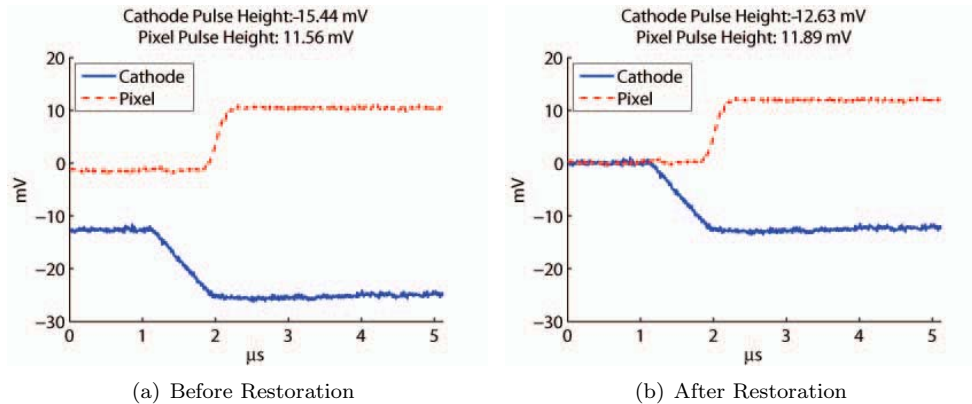 Cathode Pulse Height:-15.44 mV
Pixel Pulse Height: 11.56 mV
20
10
0
−10
−20
−30
mV
Cathode
Pixel
0 1 2 3 4 5
μs
(a) Before Restoration
Cathode Pulse Height:-12.63 mV
Pixel Pulse Height: 11.89 mV
20
10
0
−10
−20
−30
mV
Cathode
Pixel
0 1 2 3 4 5
μs
(b) After Restoration